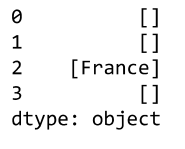 0           []
1           []
2     [France]
3           []
dtype: object